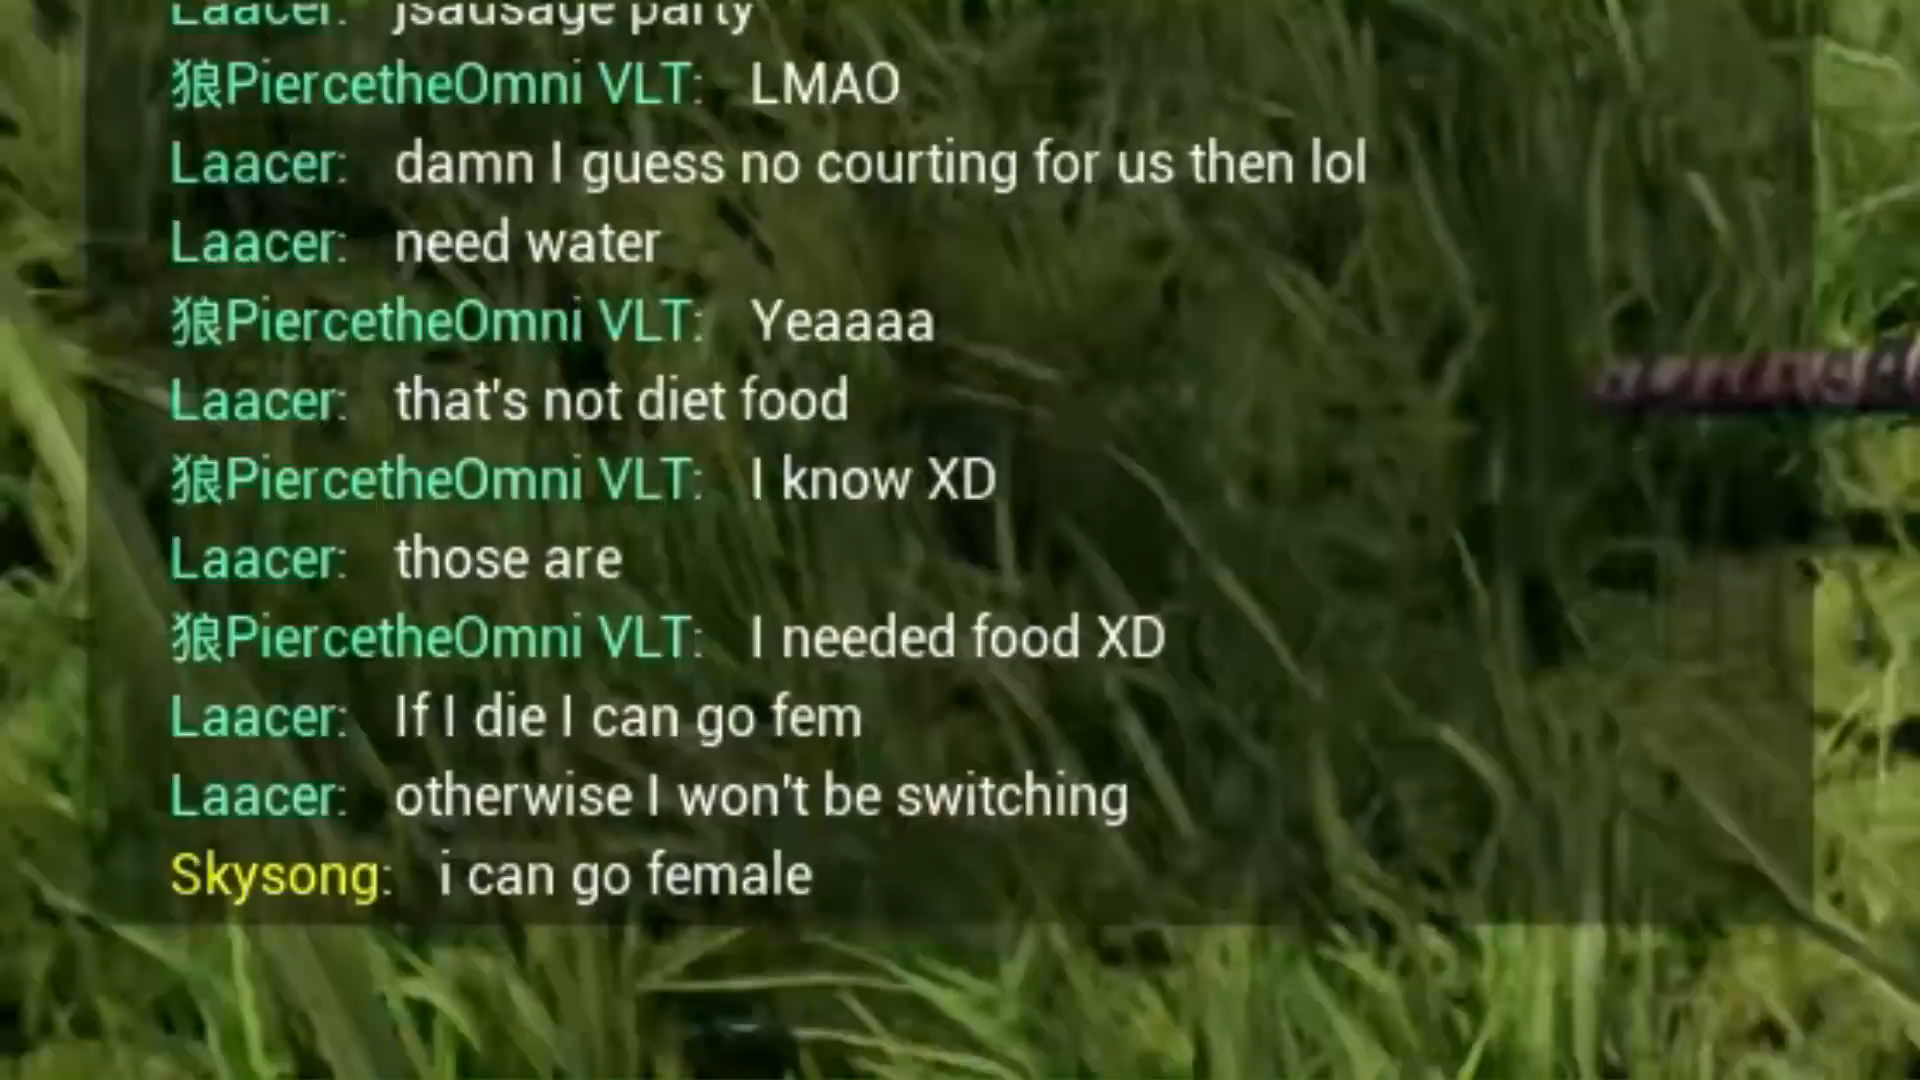 Laacer: jsausage party
狼PiercetheOmni VLT: LMAO
Laacer: damn I guess no courting for us then lol
Laacer: need water
狼PiercetheOmni VLT: Yeaaaa
Laacer: that's not diet food
狼PiercetheOmni VLT: I know XD
Laacer: those are
狼PiercetheOmni VLT: I needed food XD
Laacer: If I die I can go fem
Laacer: otherwise I won't be switching
Skysong: i can go female